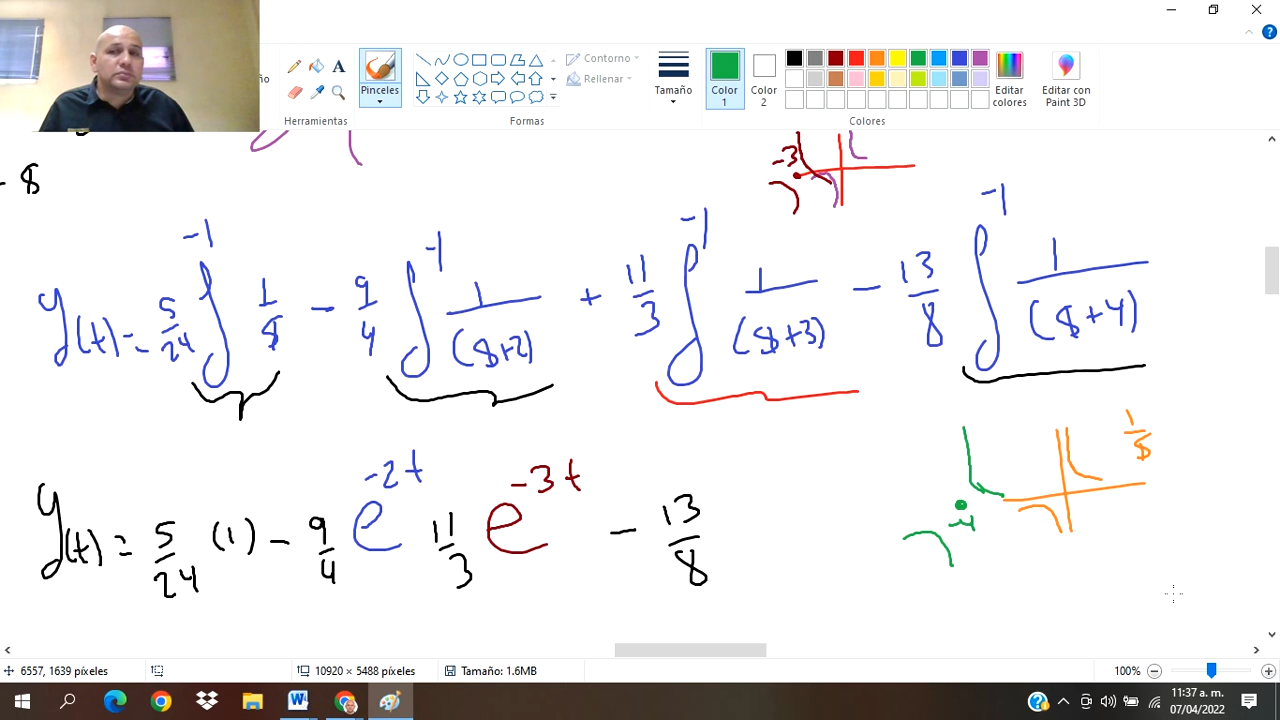 ño
Herramientas
Pinceles
Formas
Contorno
Rellenar
Tamaño
Color 1
Color 2
Colores
Editar colores
Editar con Paint 3D
-3
- s
y(t) = 5/24 ℒ^-1 1/s - 9/4 ℒ^-1 1/(s+2) + 11/3 ℒ^-1 1/(s+3) - 13/8 ℒ^-1 1/(s+4)
1/s
-4
y(t) = 5/24 (1) - 9/4 e^-2t 11/3 e^-3t - 13/8
6557, 1639 píxeles
10920 × 5488 píxeles
Tamaño: 1.6MB
100%
11:37 a. m.
07/04/2022